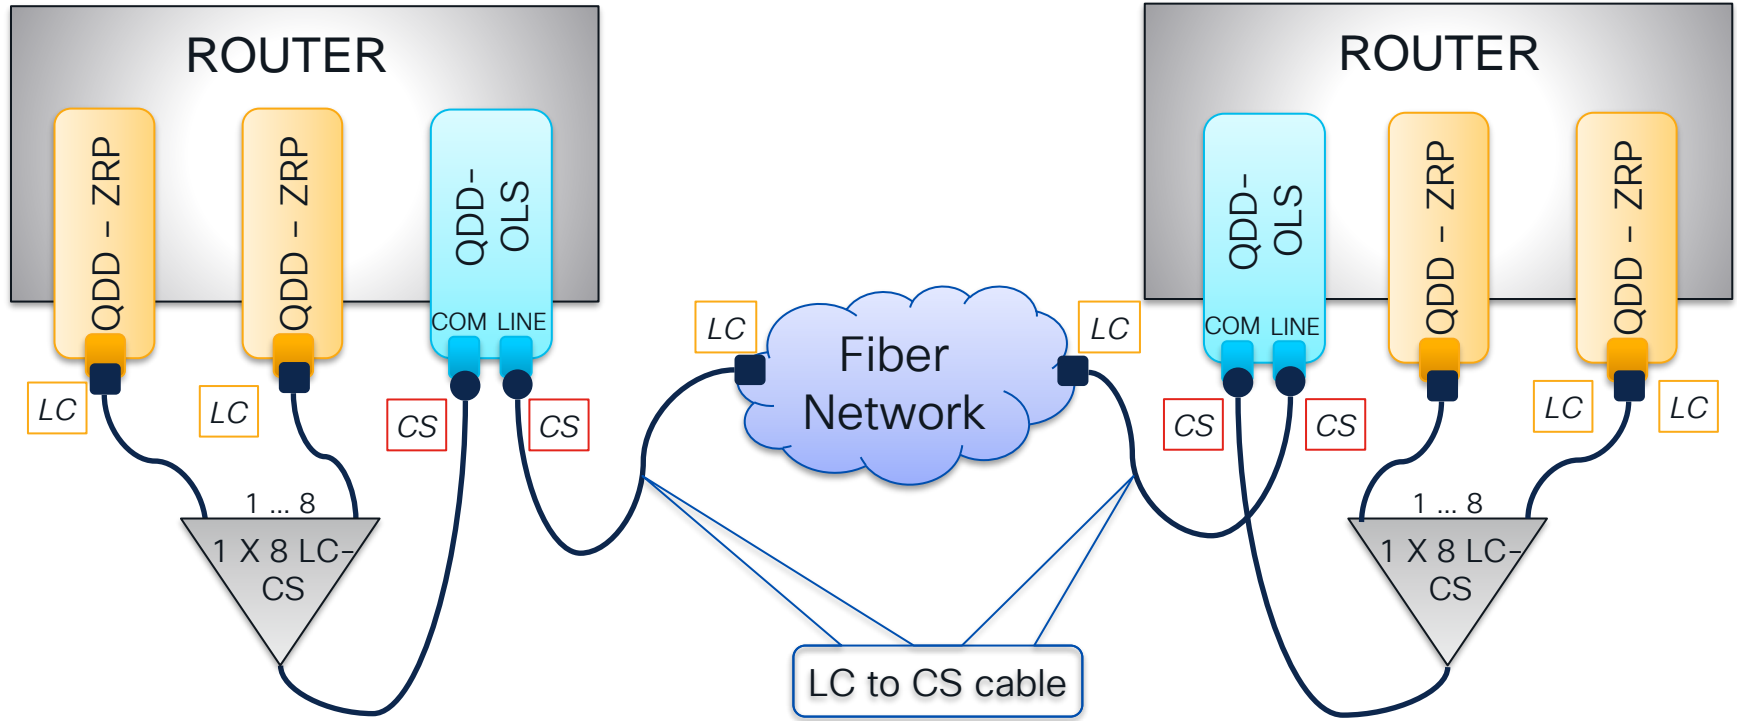 ROUTER
ROUTER
QDD - ZRP
QDD - ZRP
QDD-
OLS
QDD-
OLS
QDD - ZRP
QDD - ZRP
COM LINE
COM LINE
LC
LC
LC
LC
CS
CS
CS
CS
LC
LC
Fiber
Network
1 ... 8
1 X 8 LC-
CS
1 ... 8
1 X 8 LC-
CS
LC to CS cable